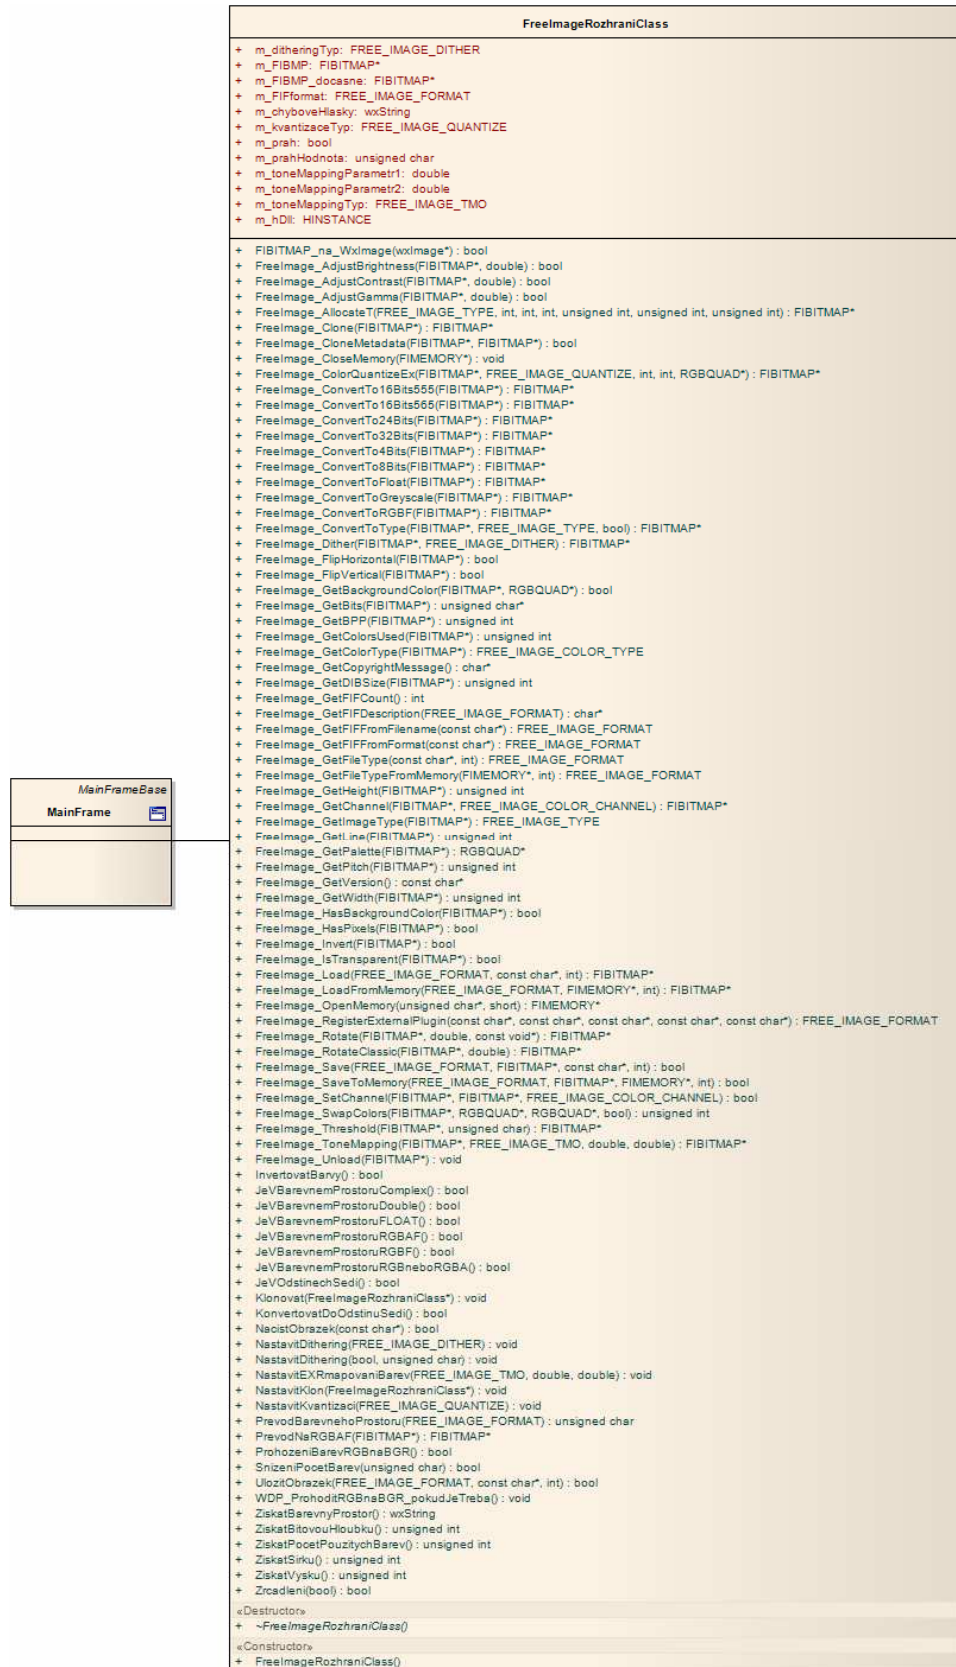 FreeImageRozhraniClass
+ m_ditheringTyp: FREE_IMAGE_DITHER
+ m_FIBMP: FIBITMAP*
+ m_FIBMP_docasne: FIBITMAP*
+ m_FIFformat: FREE_IMAGE_FORMAT
+ m_chyboveHlasky: wxString
+ m_kvantizaceTyp: FREE_IMAGE_QUANTIZE
+ m_prah: bool
+ m_prahHodnota: unsigned char
+ m_toneMappingParametr1: double
+ m_toneMappingParametr2: double
+ m_toneMappingTyp: FREE_IMAGE_TMO
+ m_hDll: HINSTANCE
+ FIBITMAP_na_WxImage(wxImage*) : bool
+ FreeImage_AdjustBrightness(FIBITMAP*, double) : bool
+ FreeImage_AdjustContrast(FIBITMAP*, double) : bool
+ FreeImage_AdjustGamma(FIBITMAP*, double) : bool
+ FreeImage_AllocateT(FREE_IMAGE_TYPE, int, int, int, unsigned int, unsigned int, unsigned int) : FIBITMAP*
+ FreeImage_Clone(FIBITMAP*) : FIBITMAP*
+ FreeImage_CloneMetadata(FIBITMAP*, FIBITMAP*) : bool
+ FreeImage_CloseMemory(FIMEMORY*) : void
+ FreeImage_ColorQuantizeEx(FIBITMAP*, FREE_IMAGE_QUANTIZE, int, int, RGBQUAD*) : FIBITMAP*
+ FreeImage_ConvertTo16Bits555(FIBITMAP*) : FIBITMAP*
+ FreeImage_ConvertTo16Bits565(FIBITMAP*) : FIBITMAP*
+ FreeImage_ConvertTo24Bits(FIBITMAP*) : FIBITMAP*
+ FreeImage_ConvertTo32Bits(FIBITMAP*) : FIBITMAP*
+ FreeImage_ConvertTo4Bits(FIBITMAP*) : FIBITMAP*
+ FreeImage_ConvertTo8Bits(FIBITMAP*) : FIBITMAP*
+ FreeImage_ConvertToFloat(FIBITMAP*) : FIBITMAP*
+ FreeImage_ConvertToGreyscale(FIBITMAP*) : FIBITMAP*
+ FreeImage_ConvertToRGBF(FIBITMAP*) : FIBITMAP*
+ FreeImage_ConvertToType(FIBITMAP*, FREE_IMAGE_TYPE, bool) : FIBITMAP*
+ FreeImage_Dither(FIBITMAP*, FREE_IMAGE_DITHER) : FIBITMAP*
+ FreeImage_FlipHorizontal(FIBITMAP*) : bool
+ FreeImage_FlipVertical(FIBITMAP*) : bool
+ FreeImage_GetBackgroundColor(FIBITMAP*, RGBQUAD*) : bool
+ FreeImage_GetBits(FIBITMAP*) : unsigned char*
+ FreeImage_GetBPP(FIBITMAP*) : unsigned int
+ FreeImage_GetColorsUsed(FIBITMAP*) : unsigned int
+ FreeImage_GetColorType(FIBITMAP*) : FREE_IMAGE_COLOR_TYPE
+ FreeImage_GetCopyrightMessage() : char*
+ FreeImage_GetDIBSize(FIBITMAP*) : unsigned int
+ FreeImage_GetFIFCount() : int
+ FreeImage_GetFIFDescription(FREE_IMAGE_FORMAT) : char*
+ FreeImage_GetFIFFromFilename(const char*) : FREE_IMAGE_FORMAT
+ FreeImage_GetFIFFromFormat(const char*) : FREE_IMAGE_FORMAT
+ FreeImage_GetFileType(const char*, int) : FREE_IMAGE_FORMAT
+ FreeImage_GetFileTypeFromMemory(FIMEMORY*, int) : FREE_IMAGE_FORMAT
+ FreeImage_GetHeight(FIBITMAP*) : unsigned int
+ FreeImage_GetChannel(FIBITMAP*, FREE_IMAGE_COLOR_CHANNEL) : FIBITMAP*
+ FreeImage_GetImageType(FIBITMAP*) : FREE_IMAGE_TYPE
+ FreeImage_GetLine(FIBITMAP*) : unsigned int
+ FreeImage_GetPalette(FIBITMAP*) : RGBQUAD*
+ FreeImage_GetPitch(FIBITMAP*) : unsigned int
+ FreeImage_GetVersion() : const char*
+ FreeImage_GetWidth(FIBITMAP*) : unsigned int
+ FreeImage_HasBackgroundColor(FIBITMAP*) : bool
+ FreeImage_HasPixels(FIBITMAP*) : bool
+ FreeImage_Invert(FIBITMAP*) : bool
+ FreeImage_IsTransparent(FIBITMAP*) : bool
+ FreeImage_Load(FREE_IMAGE_FORMAT, const char*, int) : FIBITMAP*
+ FreeImage_LoadFromMemory(FREE_IMAGE_FORMAT, FIMEMORY*, int) : FIBITMAP*
+ FreeImage_OpenMemory(unsigned char*, short) : FIMEMORY*
+ FreeImage_RegisterExternalPlugin(const char*, const char*, const char*, const char*, const char*) : FREE_IMAGE_FORMAT
+ FreeImage_Rotate(FIBITMAP*, double, const void*) : FIBITMAP*
+ FreeImage_RotateClassic(FIBITMAP*, double) : FIBITMAP*
+ FreeImage_Save(FREE_IMAGE_FORMAT, FIBITMAP*, const char*, int) : bool
+ FreeImage_SaveToMemory(FREE_IMAGE_FORMAT, FIBITMAP*, FIMEMORY*, int) : bool
+ FreeImage_SetChannel(FIBITMAP*, FIBITMAP*, FREE_IMAGE_COLOR_CHANNEL) : bool
+ FreeImage_SwapColors(FIBITMAP*, RGBQUAD*, RGBQUAD*, bool) : unsigned int
+ FreeImage_Threshold(FIBITMAP*, unsigned char) : FIBITMAP*
+ FreeImage_ToneMapping(FIBITMAP*, FREE_IMAGE_TMO, double, double) : FIBITMAP*
+ FreeImage_Unload(FIBITMAP*) : void
+ InvertovatBarvy() : bool
+ JeVBarevnemProstoruComplex() : bool
+ JeVBarevnemProstoruDouble() : bool
+ JeVBarevnemProstoruFLOAT() : bool
+ JeVBarevnemProstoruRGBAF() : bool
+ JeVBarevnemProstoruRGBF() : bool
+ JeVBarevnemProstoruRGBneboRGBA() : bool
+ JeVOdstinechSedi() : bool
+ Klonovat(FreeImageRozhraniClass*) : void
+ KonvertovatDoOdstinuSedi() : bool
+ NacistObrazek(const char*) : bool
+ NastavitDithering(FREE_IMAGE_DITHER) : void
+ NastavitDithering(bool, unsigned char) : void
+ NastavitEXRmapovaniBarev(FREE_IMAGE_TMO, double, double) : void
+ NastavitKlon(FreeImageRozhraniClass*) : void
+ NastavitKvantizaci(FREE_IMAGE_QUANTIZE) : void
+ PrevodBarevnehoProstoru(FREE_IMAGE_FORMAT) : unsigned char
+ PrevodNaRGBAF(FIBITMAP*) : FIBITMAP*
+ ProhozeniBarevRGBnaBGR() : bool
+ SnizeniPocetBarev(unsigned char) : bool
+ UlozitObrazek(FREE_IMAGE_FORMAT, const char*, int) : bool
+ WDP_ProhoditRGBnaBGR_pokudJeTreba() : void
+ ZiskatBarevnyProstor() : wxString
+ ZiskatBitovouHloubku() : unsigned int
+ ZiskatPocetPouzitychBarev() : unsigned int
+ ZiskatSirku() : unsigned int
+ ZiskatVysku() : unsigned int
+ Zrcadleni(bool) : bool
«Destructor»
+ ~FreeImageRozhraniClass()
«Constructor»
+ FreeImageRozhraniClass()
MainFrameBase
MainFrame